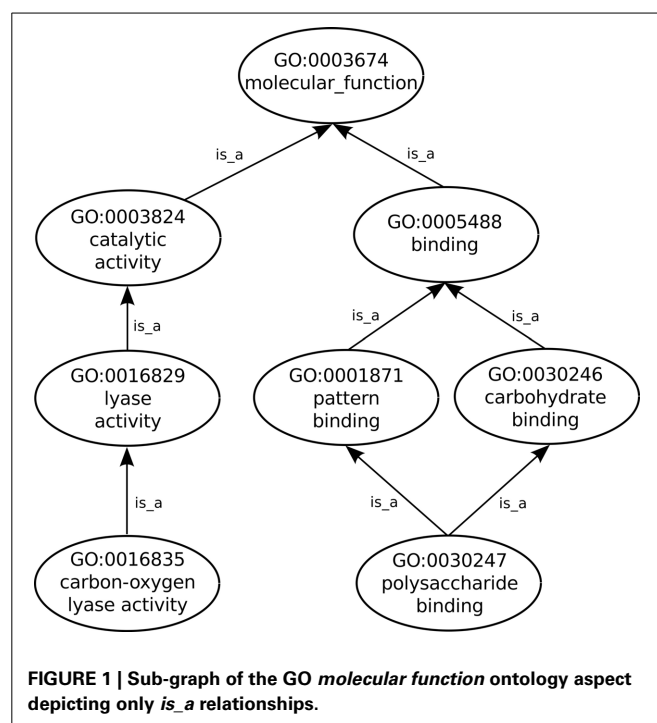 GO:0003674
molecular_function
is_a
is_a
GO:0003824
catalytic
activity
GO:0005488
binding
is_a
is_a
is_a
GO:0016829
lyase
activity
GO:0001871
pattern
binding
GO:0030246
carbohydrate
binding
is_a
is_a
is_a
GO:0016835
carbon-oxygen
lyase activity
GO:0030247
polysaccharide
binding
FIGURE 1 | Sub-graph of the GO molecular function ontology aspect
depicting only is_a relationships.